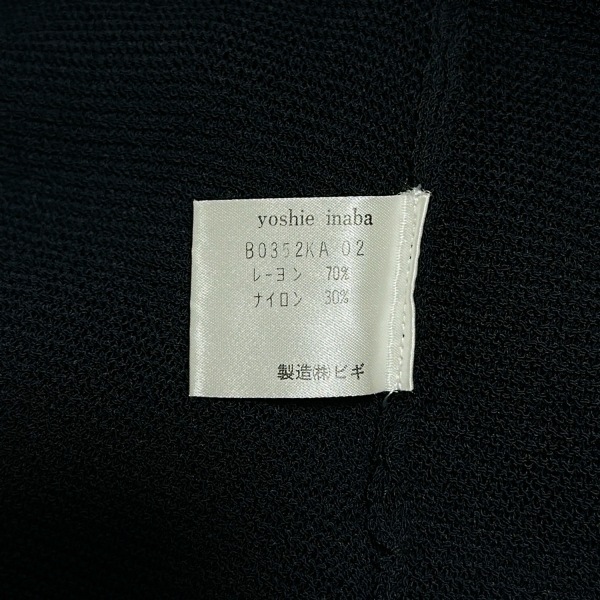 yoshie inaba
B0352KA 02
レーヨン 70%
ナイロン 30%
製造㈱ビギ